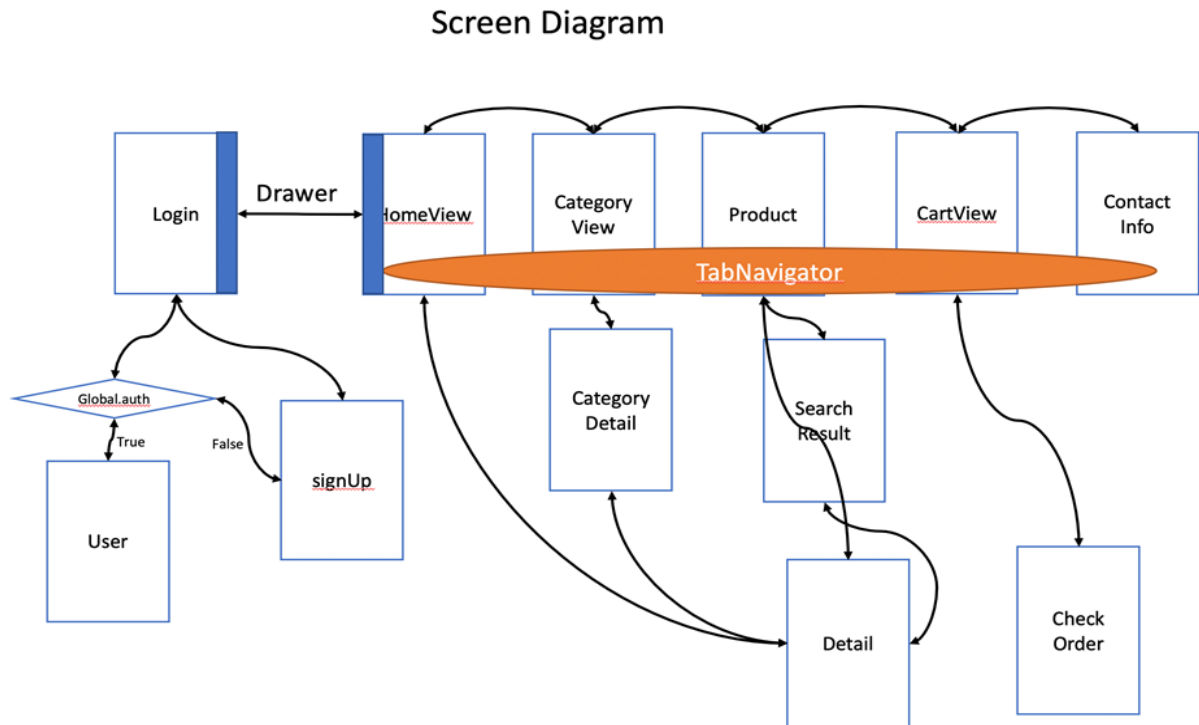 Screen Diagram
Drawer
Login
HomeView
Category
View
Product
CartView
Contact
Info
TabNavigator
Global.auth
True
False
User
signUp
Category
Detail
Search
Result
Detail
Check
Order